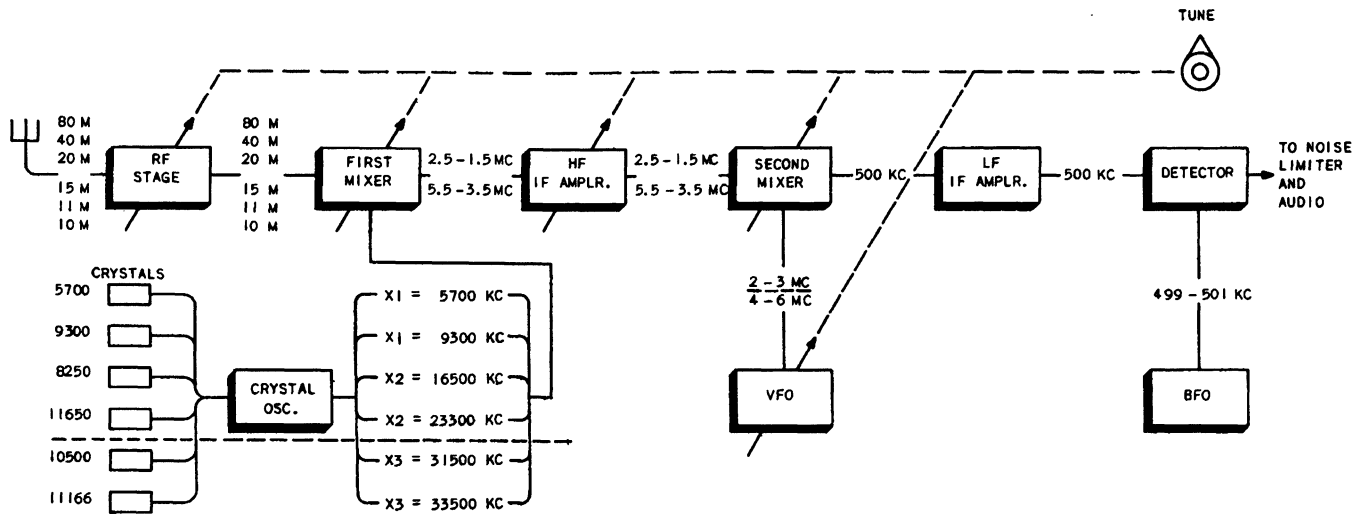 TUNE
80 M
40 M
20 M
15 M
11 M
10 M
RF
STAGE
80 M
40 M
20 M
15 M
11 M
10 M
FIRST
MIXER
2.5-1.5 MC
5.5-3.5 MC
HF
IF AMPLR.
2.5-1.5 MC
5.5-3.5 MC
SECOND
MIXER
500 KC
LF
IF AMPLR.
500 KC
DETECTOR
TO NOISE
LIMITER
AND
AUDIO
CRYSTALS
5700
9300
8250
11650
10500
11166
CRYSTAL
OSC.
X1 = 5700 KC
X1 = 9300 KC
X2 = 16500 KC
X2 = 23300 KC
X3 = 31500 KC
X3 = 33500 KC
2-3 MC
4-6 MC
VFO
499-501 KC
BFO